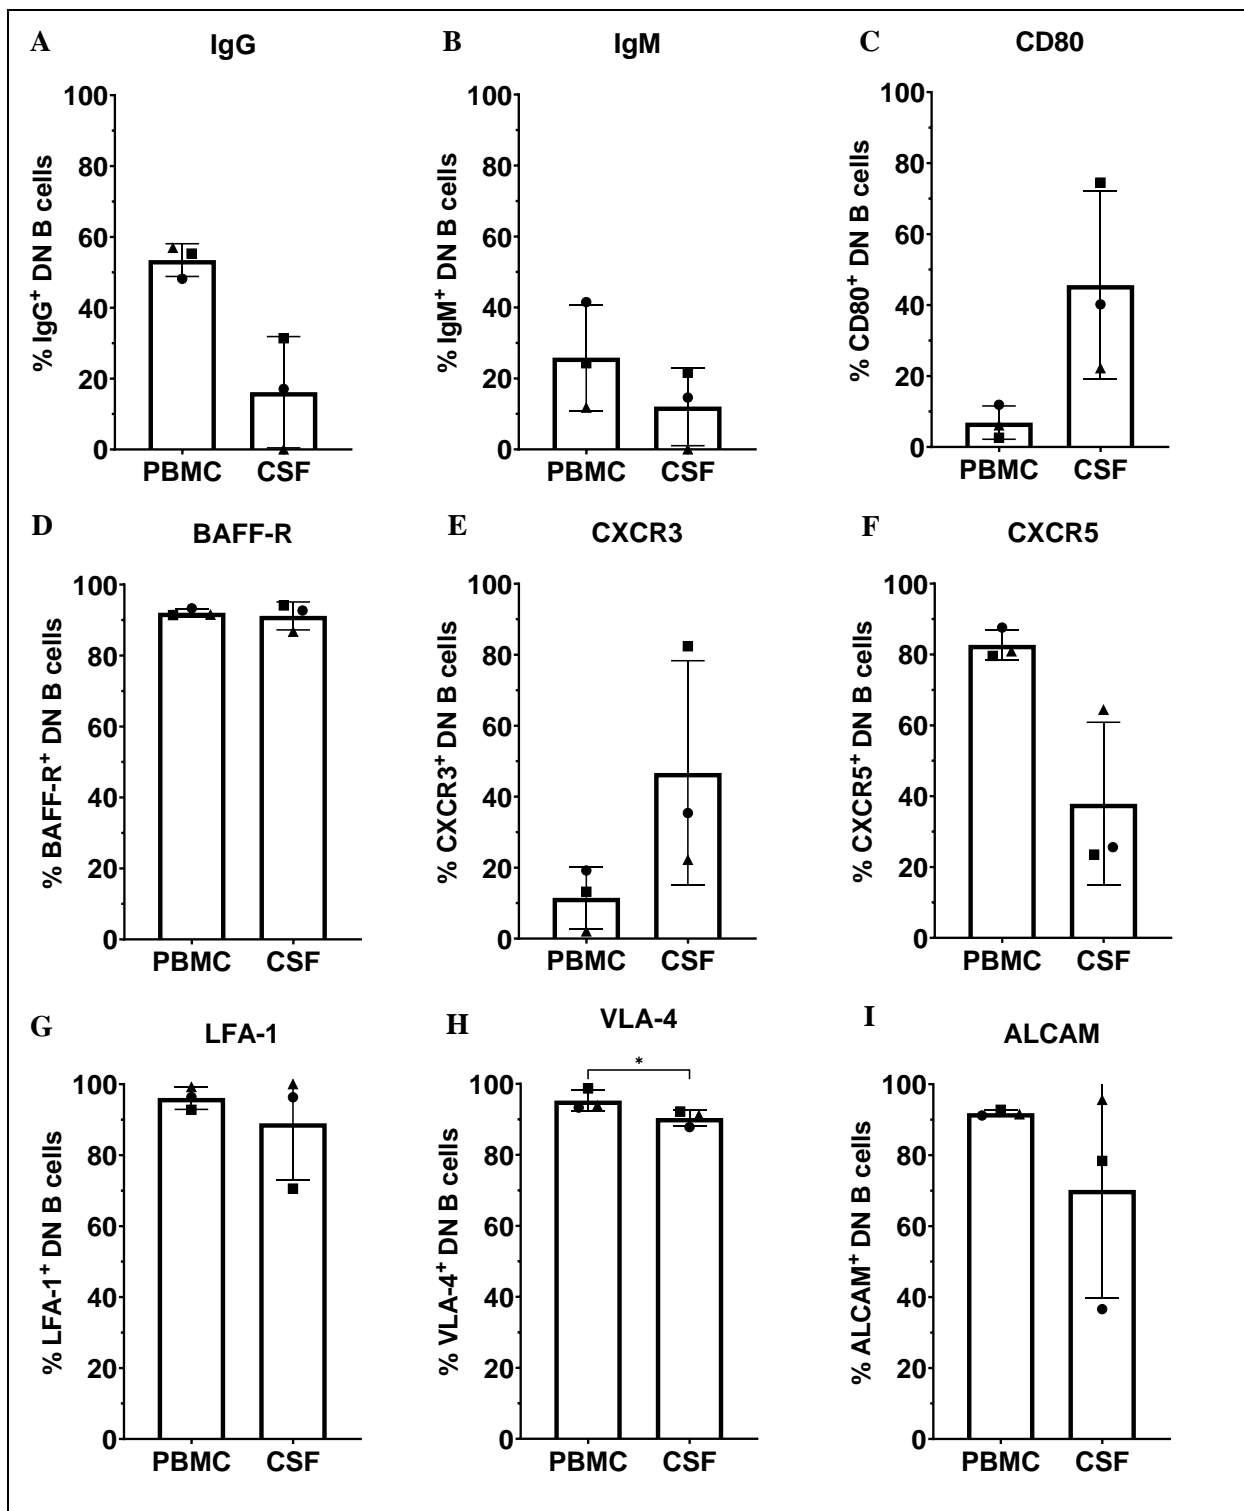 A IgG
B IgM
C CD80
% IgG+ DN B cells
100
80
60
40
20
0
PBMC CSF
% IgM+ DN B cells
100
80
60
40
20
0
PBMC CSF
% CD80+ DN B cells
100
80
60
40
20
0
PBMC CSF
D BAFF-R
E CXCR3
F CXCR5
% BAFF-R+ DN B cells
100
80
60
40
20
0
PBMC CSF
% CXCR3+ DN B cells
100
80
60
40
20
0
PBMC CSF
% CXCR5+ DN B cells
100
80
60
40
20
0
PBMC CSF
G LFA-1
H VLA-4
I ALCAM
% LFA-1+ DN B cells
100
80
60
40
20
0
PBMC CSF
% VLA-4+ DN B cells
100
80
60
40
20
0
*
PBMC CSF
% ALCAM+ DN B cells
100
80
60
40
20
0
PBMC CSF